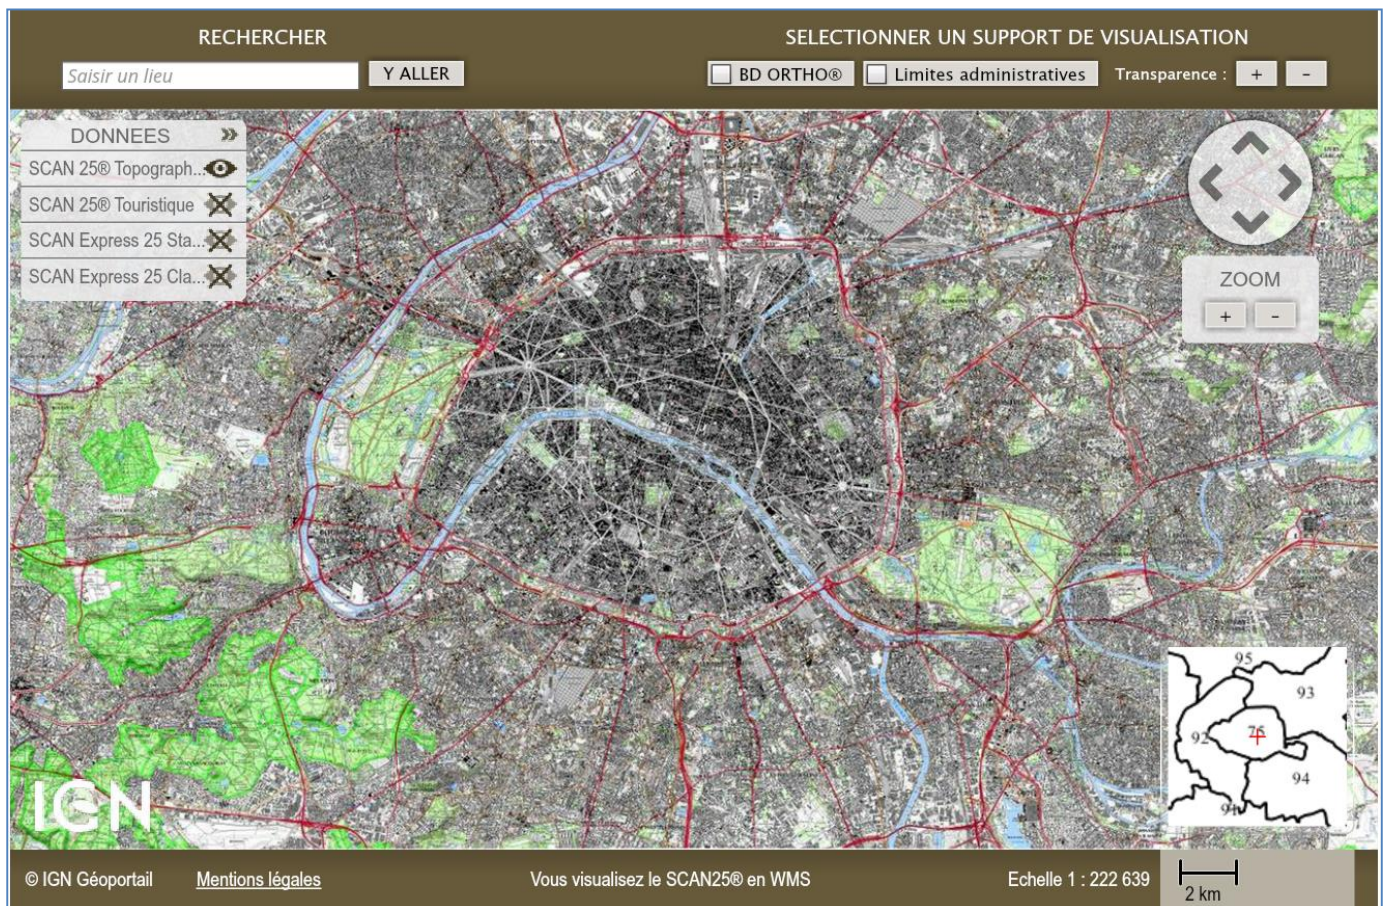 RECHERCHER
SELECTIONNER UN SUPPORT DE VISUALISATION
Saisir un lieu
Y ALLER
BD ORTHO®
Limites administratives
Transparence :
+
-
DONNEES
SCAN 25® Topograph...
SCAN 25® Touristique
SCAN Express 25 Sta...
SCAN Express 25 Cla...
ZOOM
+
-
95
93
75
92
94
91
IGN
© IGN Géoportail
Mentions légales
Vous visualisez le SCAN25® en WMS
Echelle 1 : 222 639
2 km